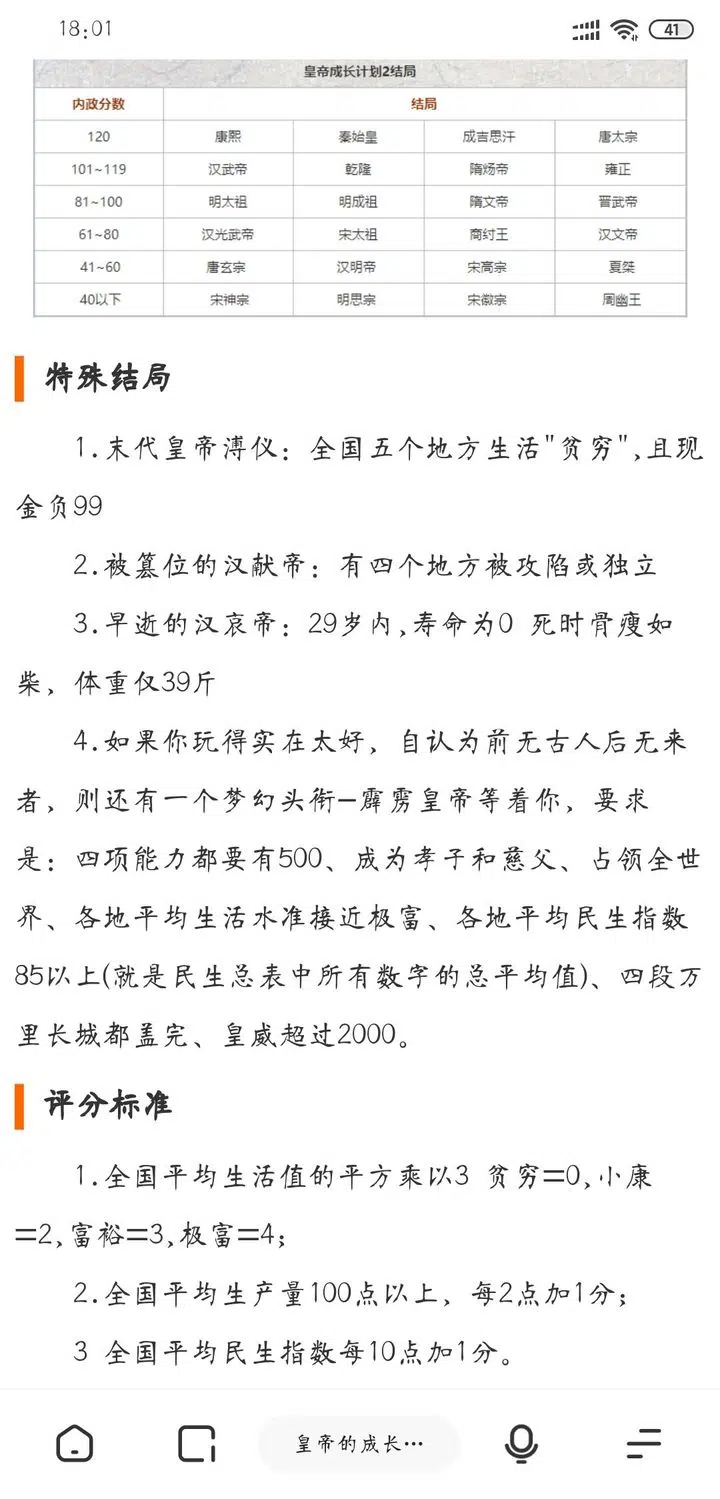 18:01
41
皇帝成长计划2结局
内政分数 结局
120 康熙 秦始皇 成吉思汗 唐太宗
101~119 汉武帝 乾隆 隋炀帝 雍正
81~100 明太祖 明成祖 隋文帝 晋武帝
61~80 汉光武帝 宋太祖 商纣王 汉文帝
41~60 唐玄宗 汉明帝 宋高宗 夏桀
40以下 宋神宗 明思宗 宋徽宗 周幽王
特殊结局
1.末代皇帝溥仪：全国五个地方生活"贫穷",且现
金负99
2.被篡位的汉献帝：有四个地方被攻陷或独立
3.早逝的汉哀帝：29岁内,寿命为0 死时骨瘦如
柴，体重仅39斤
4.如果你玩得实在太好，自认为前无古人后无来
者，则还有一个梦幻头衔—霹雳皇帝等着你，要求
是：四项能力都要有500、成为孝子和慈父、占领全世
界、各地平均生活水准接近极富、各地平均民生指数
85以上(就是民生总表中所有数字的总平均值)、四段万
里长城都盖完、皇威超过2000。
评分标准
1.全国平均生活值的平方乘以3 贫穷=0,小康
=2,富裕=3,极富=4；
2.全国平均生产量100点以上，每2点加1分；
3 全国平均民生指数每10点加1分。
皇帝的成长…